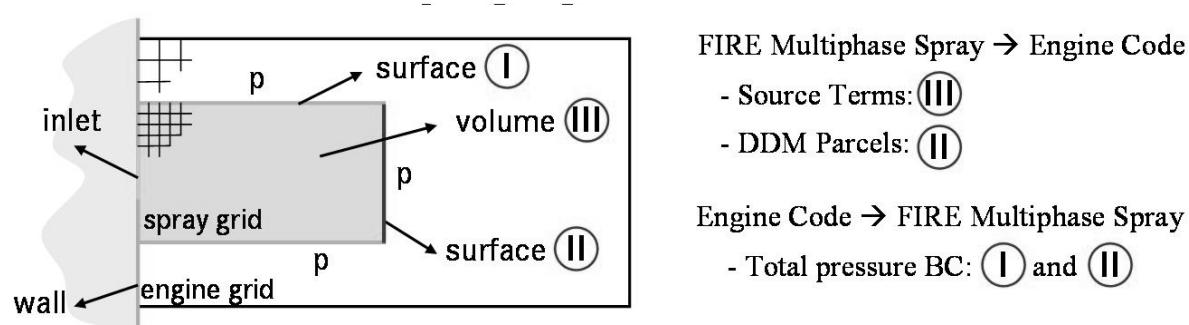 p
surface I
inlet
volume III
p
spray grid
surface II
p
engine grid
wall
FIRE Multiphase Spray → Engine Code
- Source Terms: III
- DDM Parcels: II
Engine Code → FIRE Multiphase Spray
- Total pressure BC: I and II